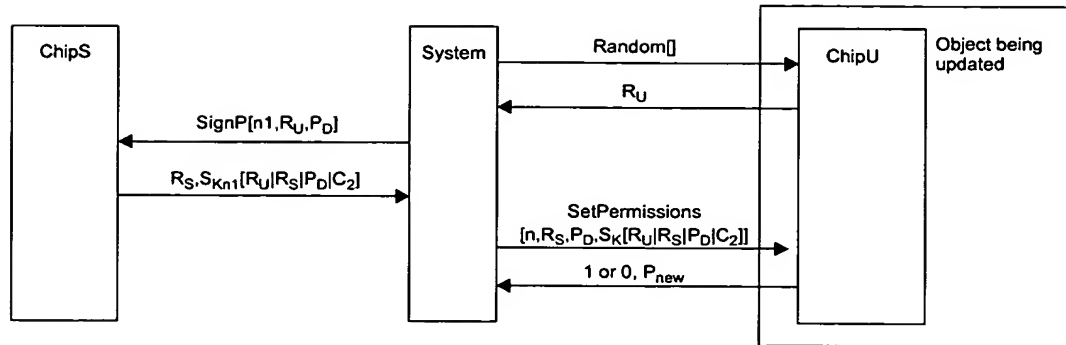 ChipS
System
Random[]
ChipU
Object being
updated
R_U
SignP[n1,R_U,P_D]
R_S,S_Kn1[R_U|R_S|P_D|C_2]
SetPermissions
[n,R_S,P_D,S_K[R_U|R_S|P_D|C_2]]
1 or 0, P_new